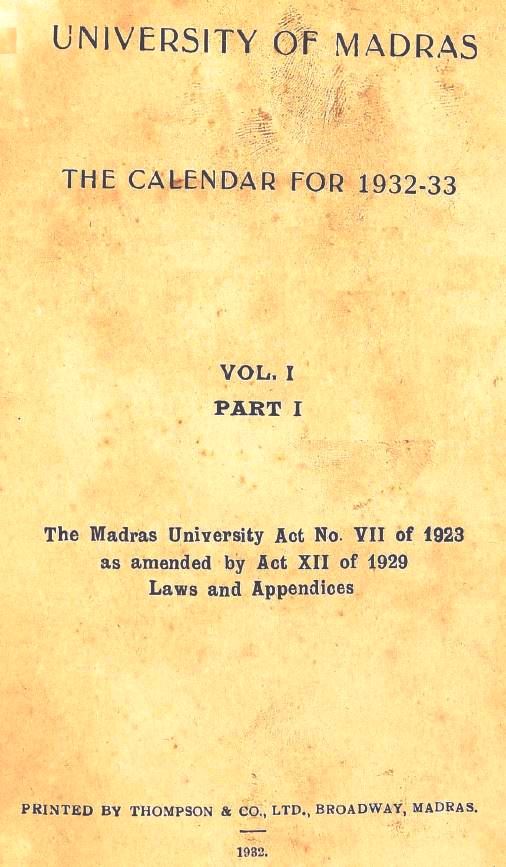 UNIVERSITY OF MADRAS
THE CALENDAR FOR 1932-33
VOL. I
PART I
The Madras University Act No. VII of 1923
as amended by Act XII of 1929
Laws and Appendices
PRINTED BY THOMPSON & CO., LTD., BROADWAY, MADRAS.
1932.